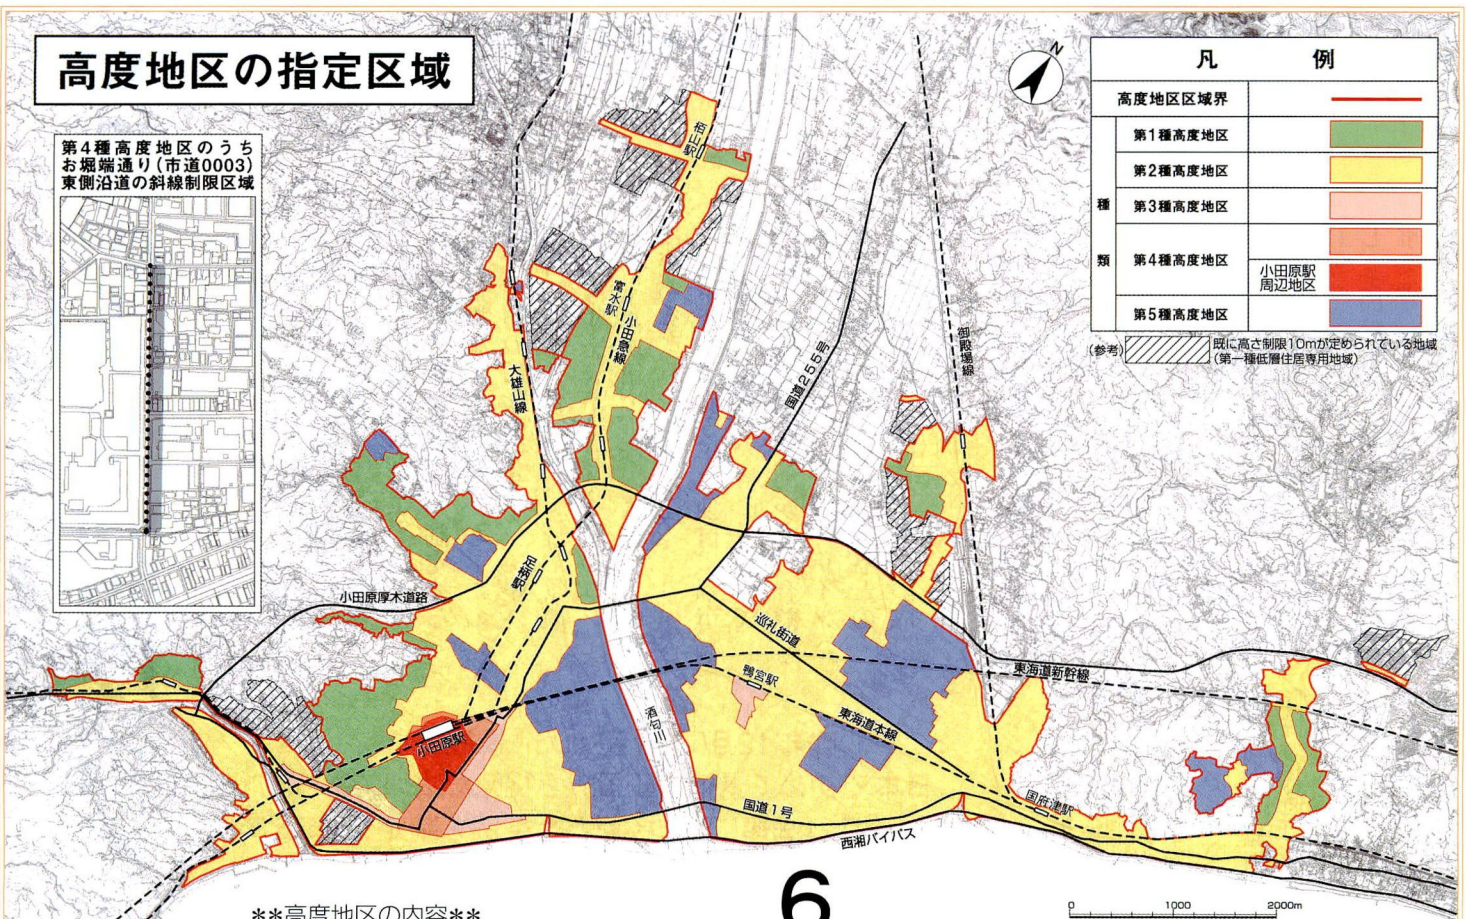 高度地区の指定区域
第4種高度地区のうち
お堀端通り(市道0003)
東側沿道の斜線制限区域
N
凡例
高度地区区域界
種類
第1種高度地区
第2種高度地区
第3種高度地区
第4種高度地区
小田原駅
周辺地区
第5種高度地区
(参考)
既に高さ制限10mが定められている地域
(第一種低層住居専用地域)
栢山駅
富水駅
小田急線
大雄山線
国道255号
御殿場線
足柄駅
小田原厚木道路
巡礼街道
東海道新幹線
鴨宮駅
酒匂川
東海道本線
小田原駅
国道1号
国府津駅
西湘バイパス
**高度地区の内容**
6
0 1000 2000m